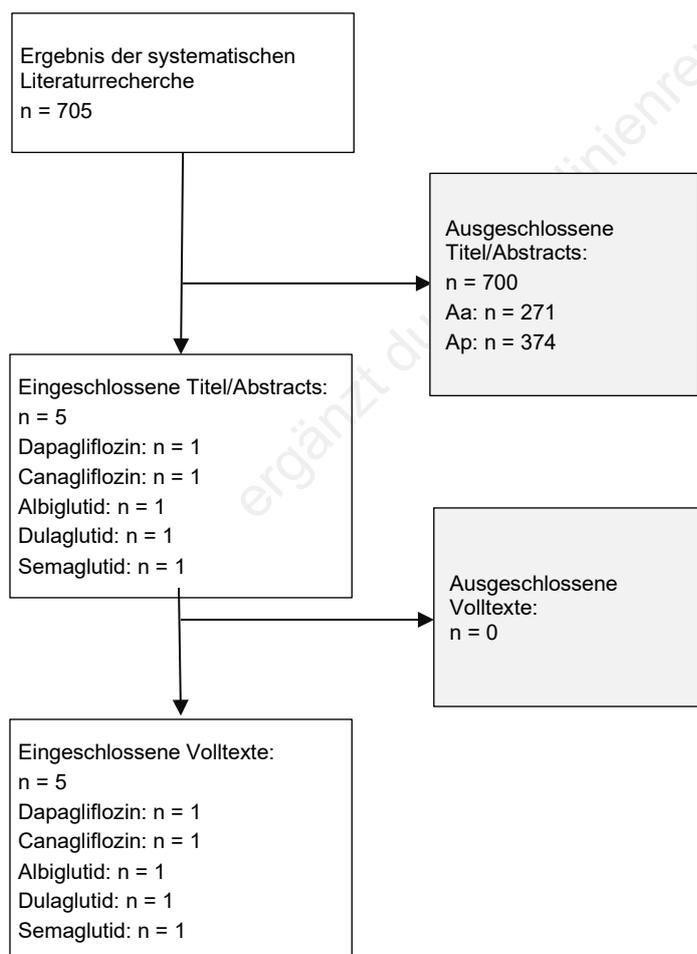 Ergebnis der systematischen
Literaturrecherche
n = 705
Ausgeschlossene
Titel/Abstracts:
n = 700
Aa: n = 271
Ap: n = 374
Eingeschlossene Titel/Abstracts:
n = 5
Dapagliflozin: n = 1
Canagliflozin: n = 1
Albiglutid: n = 1
Dulaglutid: n = 1
Semaglutid: n = 1
Ausgeschlossene
Volltexte:
n = 0
Eingeschlossene Volltexte:
n = 5
Dapagliflozin: n = 1
Canagliflozin: n = 1
Albiglutid: n = 1
Dulaglutid: n = 1
Semaglutid: n = 1
ergänzt